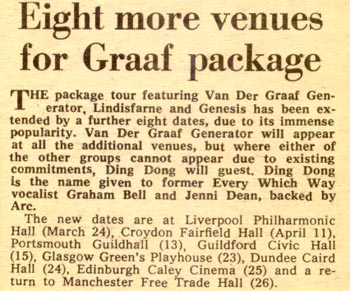 Eight more venues
for Graaf package
THE package tour featuring Van Der Graaf Gen-
erator, Lindisfarne and Genesis has been ex-
tended by a further eight dates, due to its immense
popularity. Van Der Graaf Generator will appear
at all the additional venues, but where either
of the other groups cannot appear due to existing
commitments, Ding Dong will guest. Ding Dong
is the name given to former Every Which Way
vocalist Graham Bell and Jenni Dean, backed by
Arc.
The new dates are at Liverpool Philharmonic
Hall (March 24), Croydon Fairfield Hall (April 11),
Portsmouth Guildhall (13), Guildford Civic Hall
(15), Glasgow Green's Playhouse (23), Dundee Caird
Hall (24), Edinburgh Caley Cinema (25) and a re-
turn to Manchester Free Trade Hall (26).